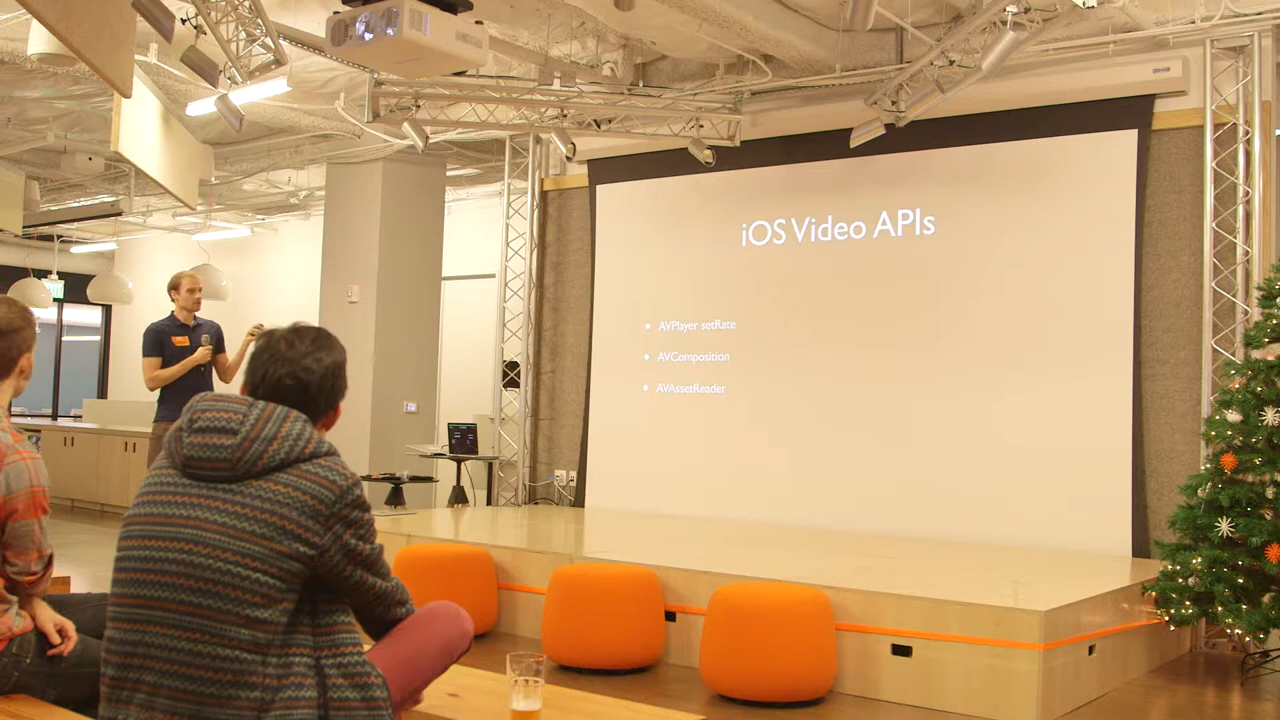 iOS Video APIs
• AVPlayer setRate
• AVComposition
• AVAssetReader